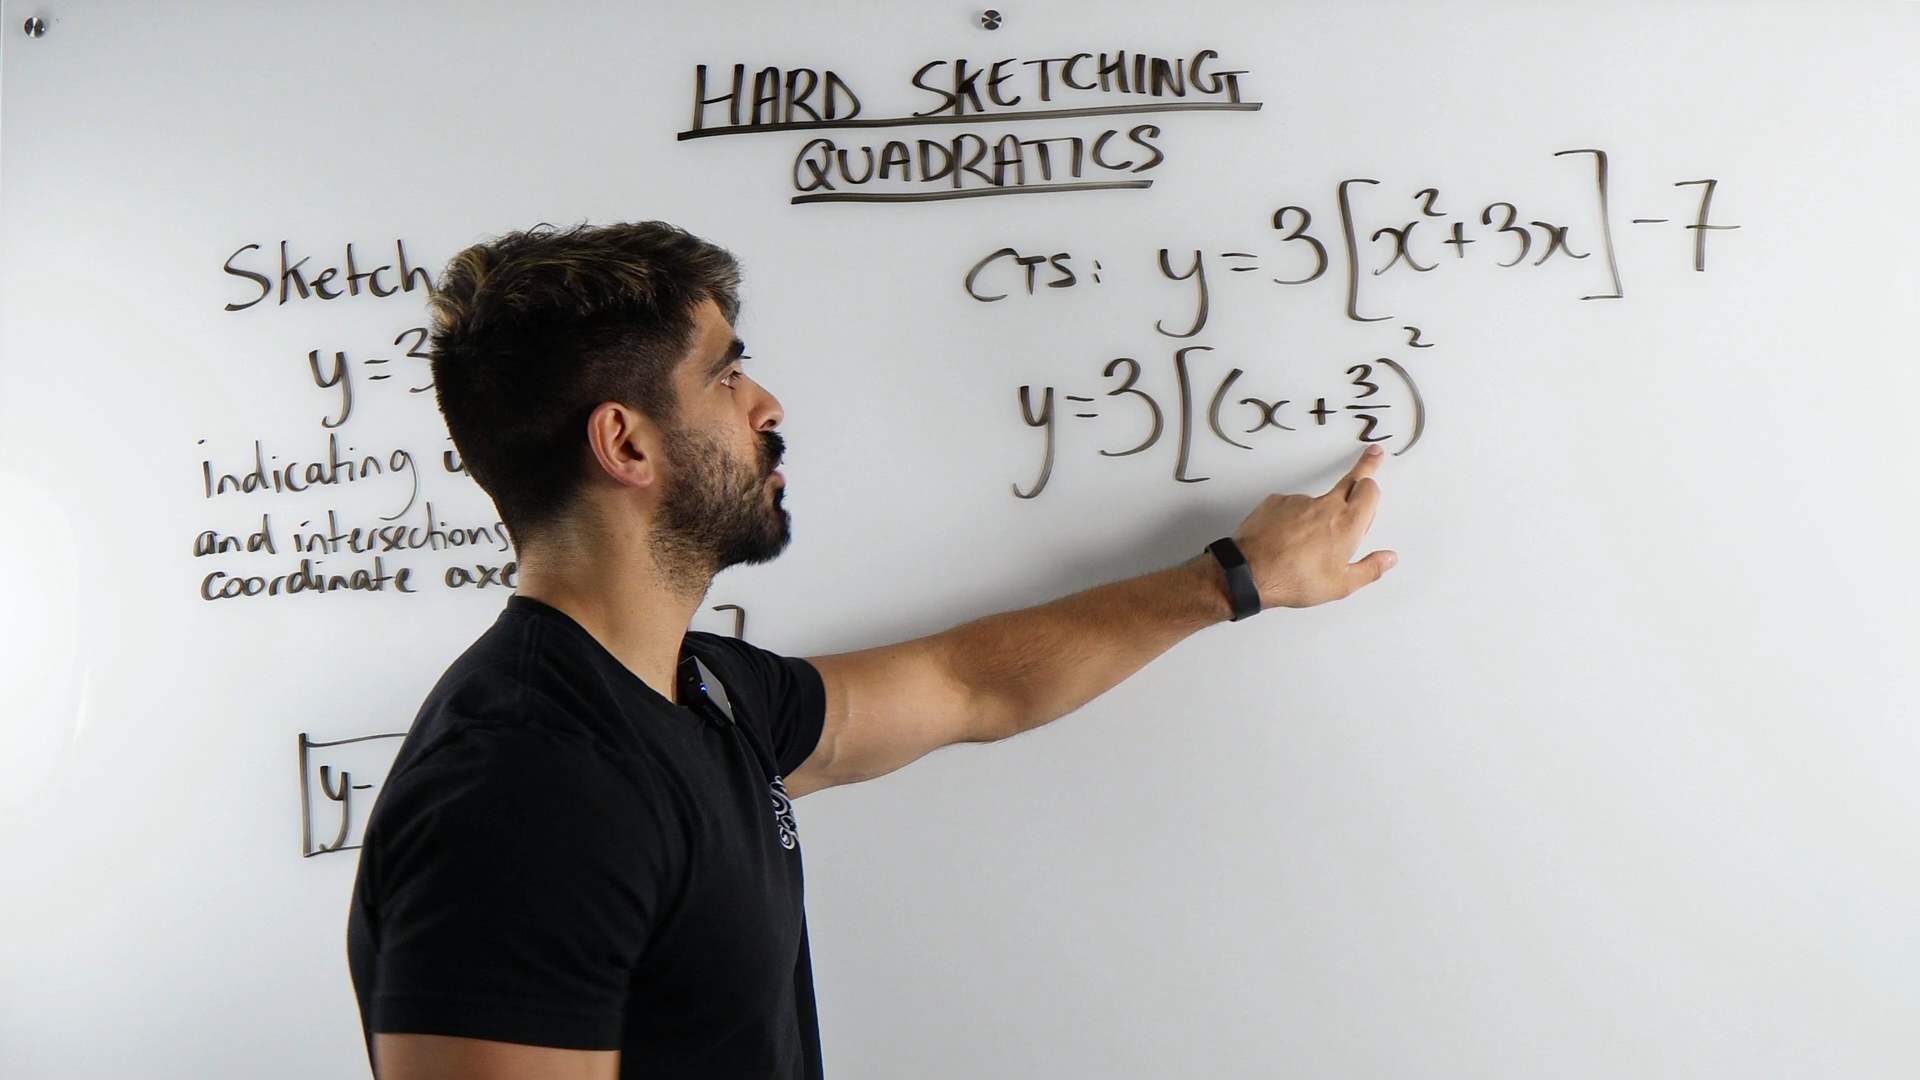 HARD SKETCHING
QUADRATICS
Sketch
y=3
indicating
and intersections
coordinate axe
7
y-
CTS: y=3[x²+3x]-7
y=3[(x+3/2)²